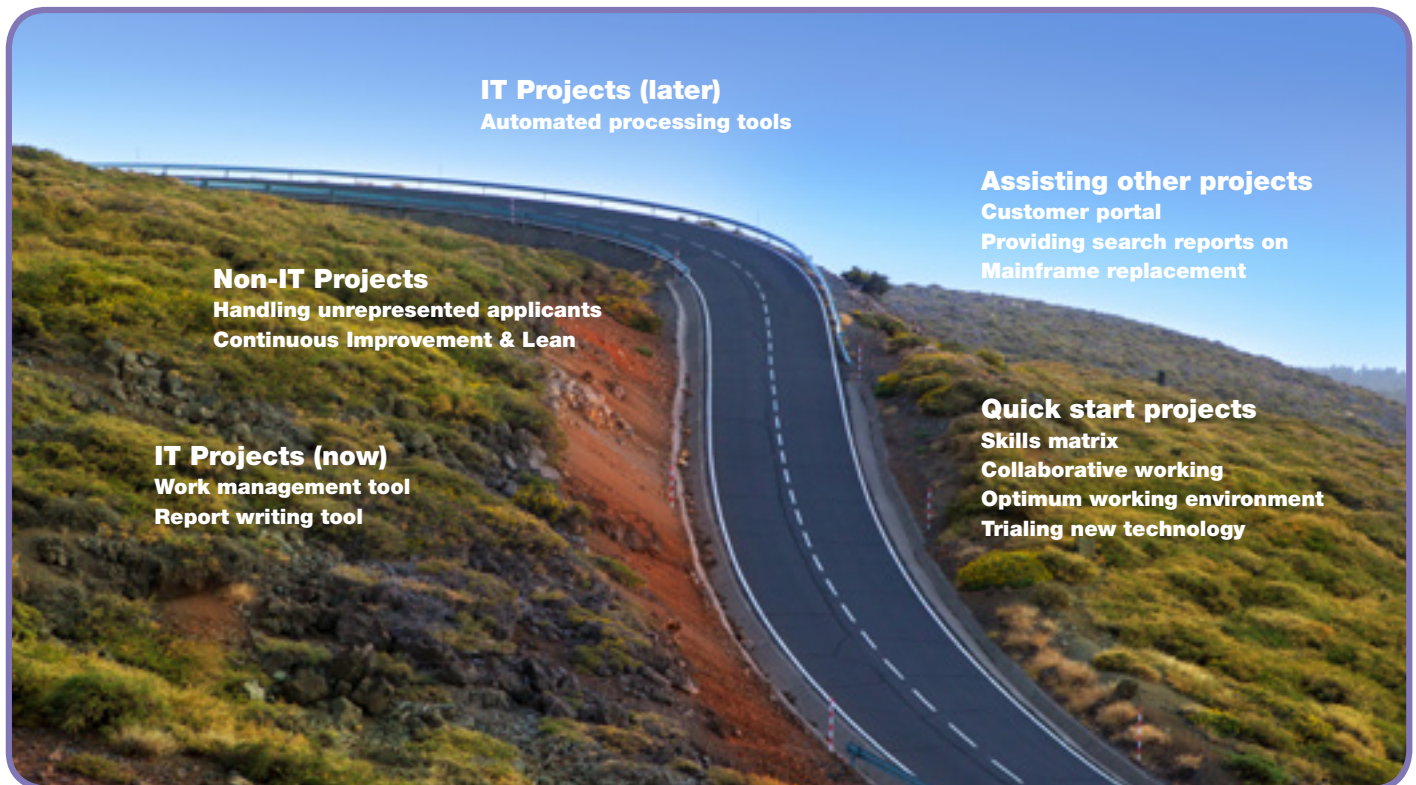 IT Projects (later)
Automated processing tools
Assisting other projects
Customer portal
Providing search reports on
Mainframe replacement
Non-IT Projects
Handling unrepresented applicants
Continuous Improvement & Lean
Quick start projects
Skills matrix
Collaborative working
Optimum working environment
Trialing new technology
IT Projects (now)
Work management tool
Report writing tool